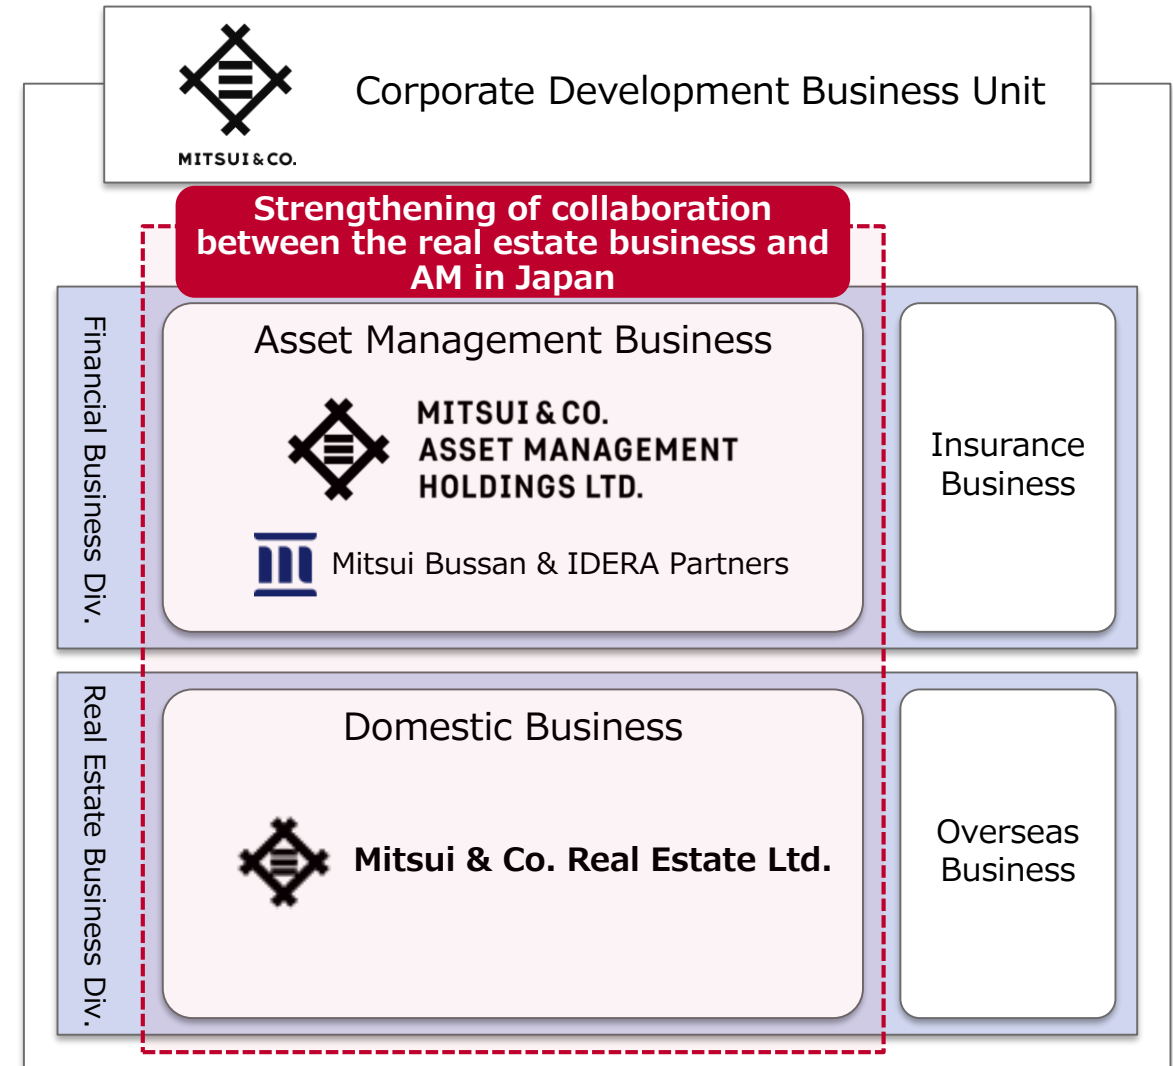 Corporate Development Business Unit
MITSUI & CO.
Strengthening of collaboration
between the real estate business and
AM in Japan
Financial Business Div.
Asset Management Business
MITSUI & CO.
ASSET MANAGEMENT
HOLDINGS LTD.
Mitsui Bussan & IDERA Partners
Insurance
Business
Real Estate Business Div.
Domestic Business
Mitsui & Co. Real Estate Ltd.
Overseas
Business